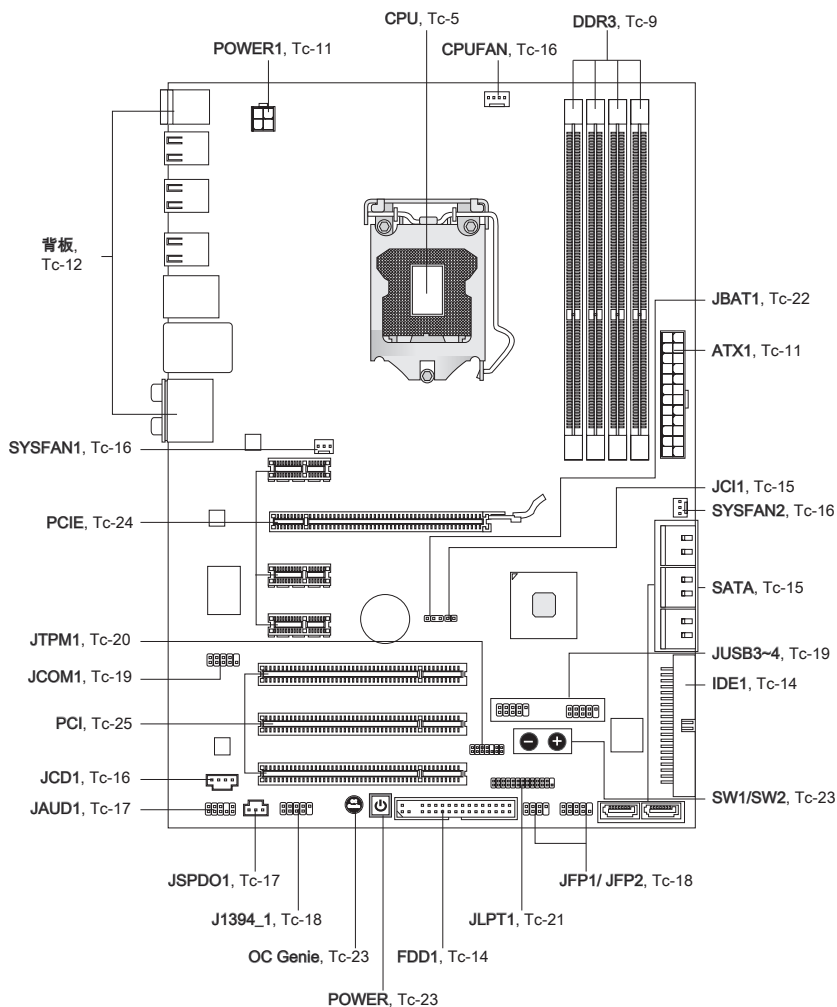 CPU, Tc-5
DDR3, Tc-9
POWER1, Tc-11
CPUFAN, Tc-16
背板,
Tc-12
JBAT1, Tc-22
ATX1, Tc-11
SYSFAN1, Tc-16
JCI1, Tc-15
PCIE, Tc-24
SYSFAN2, Tc-16
SATA, Tc-15
JTPM1, Tc-20
JUSB3~4, Tc-19
JCOM1, Tc-19
IDE1, Tc-14
PCI, Tc-25
JCD1, Tc-16
SW1/SW2, Tc-23
JAUD1, Tc-17
JSPDO1, Tc-17
JFP1/ JFP2, Tc-18
J1394_1, Tc-18
JLPT1, Tc-21
OC Genie, Tc-23
FDD1, Tc-14
POWER, Tc-23